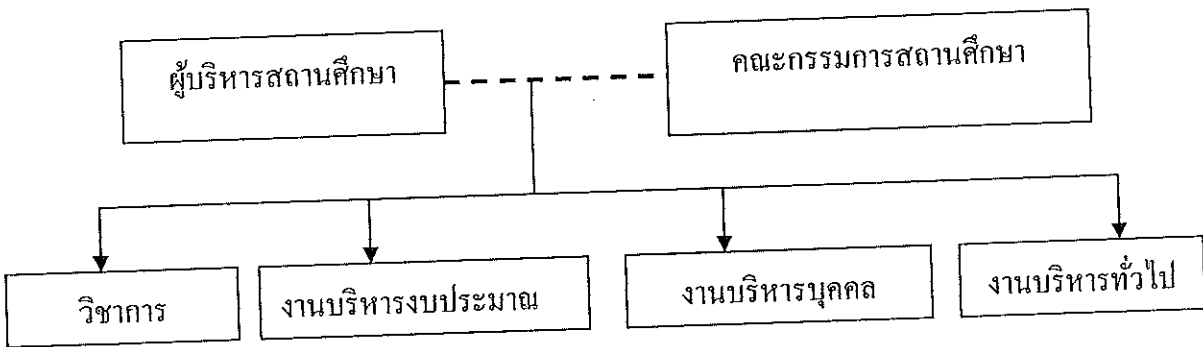 ผู้บริหารสถานศึกษา
คณะกรรมการสถานศึกษา
วิชาการ
งานบริหารงบประมาณ
งานบริหารบุคคล
งานบริหารทั่วไป